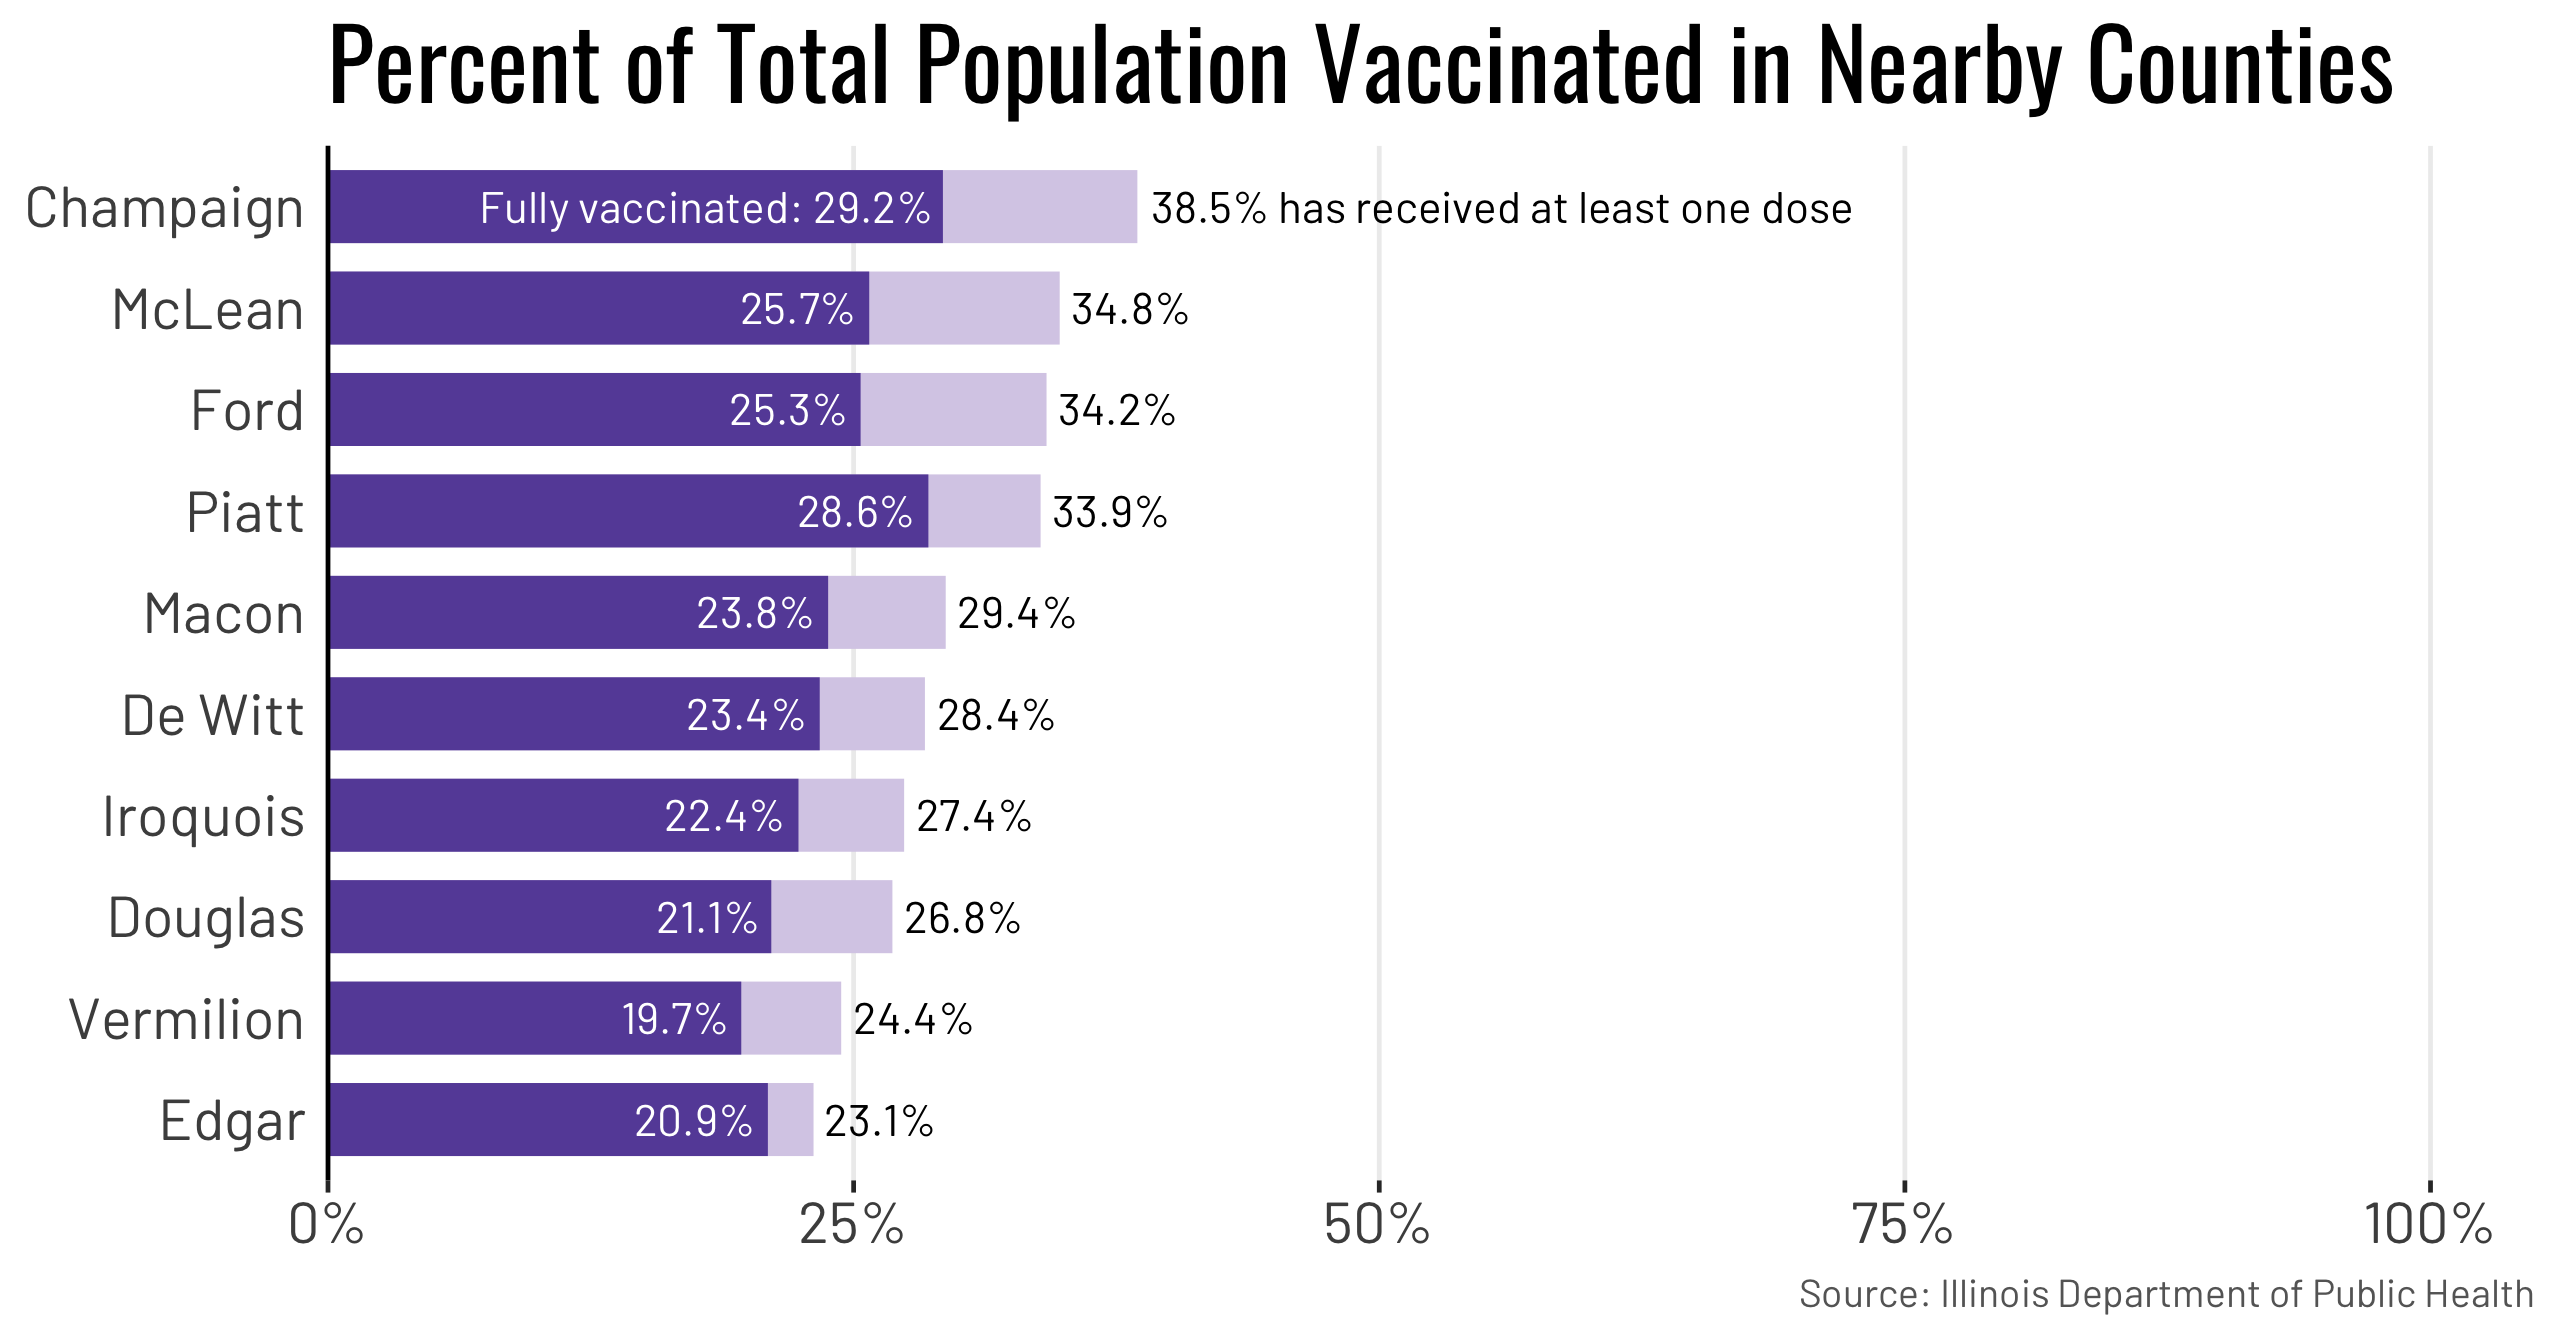 Percent of Total Population Vaccinated in Nearby Counties
Champaign Fully vaccinated: 29.2% 38.5% has received at least one dose
McLean 25.7% 34.8%
Ford 25.3% 34.2%
Piatt 28.6% 33.9%
Macon 23.8% 29.4%
De Witt 23.4% 28.4%
Iroquois 22.4% 27.4%
Douglas 21.1% 26.8%
Vermilion 19.7% 24.4%
Edgar 20.9% 23.1%
0% 25% 50% 75% 100%
Source: Illinois Department of Public Health